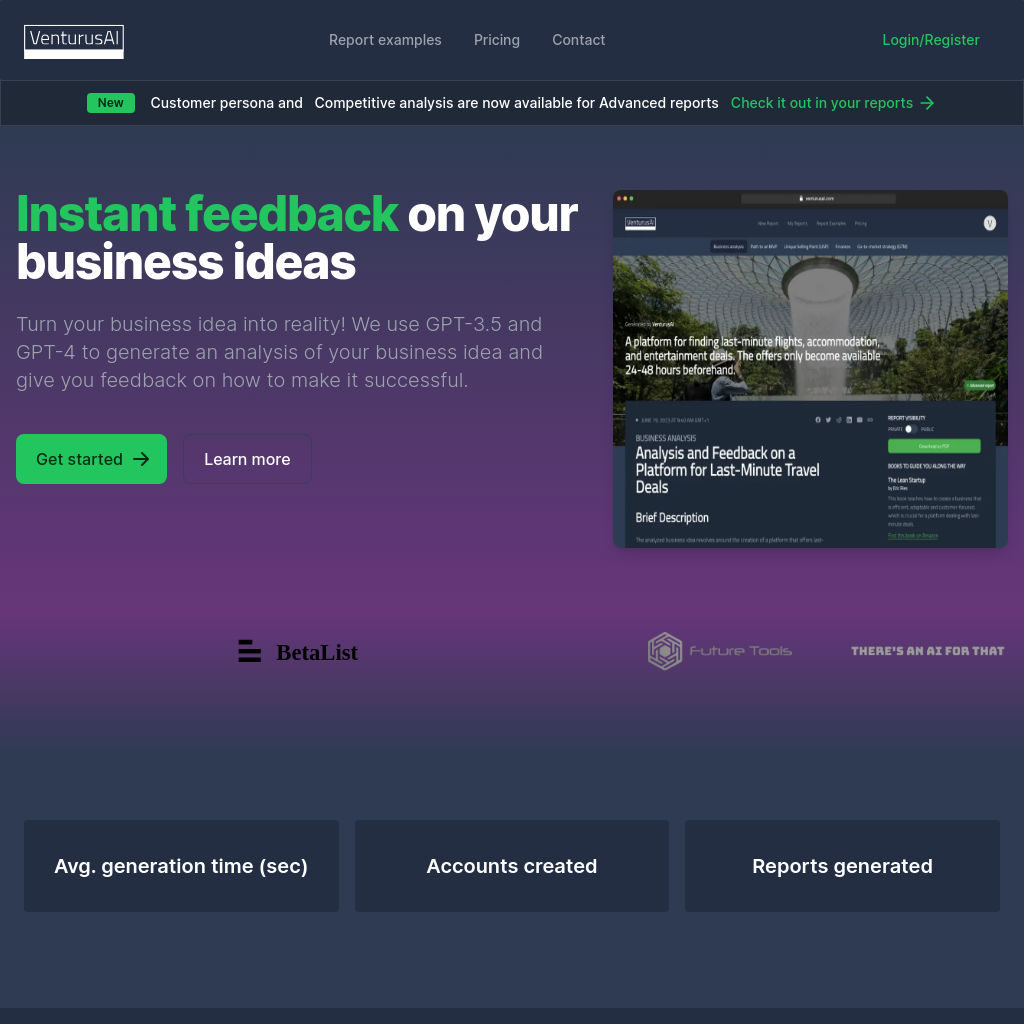 VenturusAI
Report examples
Pricing
Contact
Login/Register
New
Customer persona and Competitive analysis are now available for Advanced reports
Check it out in your reports
Instant feedback on your
business ideas
Turn your business idea into reality! We use GPT-3.5 and
GPT-4 to generate an analysis of your business idea and
give you feedback on how to make it successful.
Get started
Learn more
venturusai.com
VenturusAI
New Report
My Reports
Report Examples
Pricing
V
Business analysis
Path to an MVP
Unique Selling Point (USP)
Finances
Go-to-market strategy (GTM)
Generated on VenturusAI
A platform for finding last-minute flights, accommodation,
and entertainment deals. The offers only become available
24-48 hours beforehand.
Advanced report
BUSINESS ANALYSIS
Analysis and Feedback on a
Platform for Last-Minute Travel
Deals
Brief Description
The analyzed business idea revolves around the creation of a platform that offers last-
REPORT VISIBILITY
PRIVATE
PUBLIC
Download as PDF
BOOKS TO GUIDE YOU ALONG THE WAY
The Lean Startup
by Eric Ries
This book teaches how to create a business that
is efficient, adaptable and customer-focused,
which is crucial for a platform dealing with last-
minute deals.
Find this book on Amazon
BetaList
Future Tools
THERE'S AN AI FOR THAT
Avg. generation time (sec)
Accounts created
Reports generated